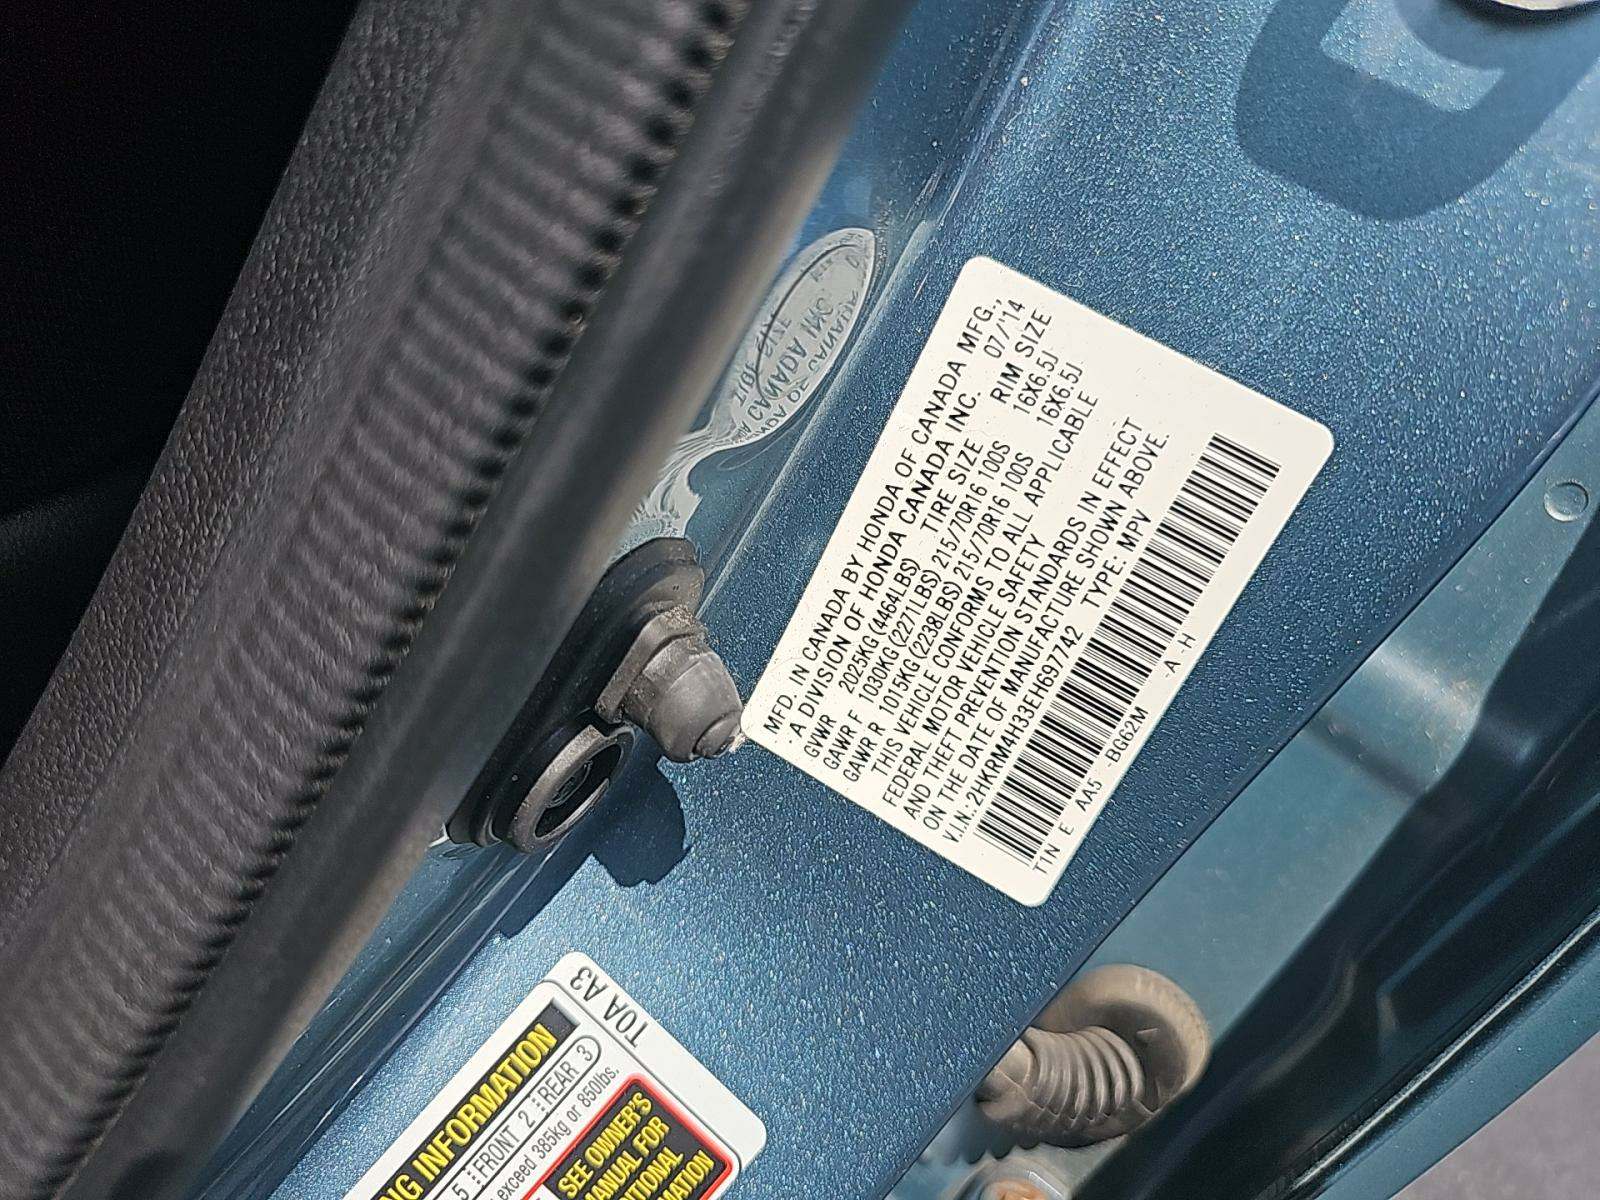 MFD. IN CANADA BY HONDA OF CANADA MFG.,
A DIVISION OF HONDA CANADA INC. 07/14
GVWR 2025KG(4464LBS) TIRE SIZE RIM SIZE
GAWR F 1030KG(2271LBS) 215/70R16 100S 16X6.5J
GAWR R 1015KG(2238LBS) 215/70R16 100S 16X6.5J
THIS VEHICLE CONFORMS TO ALL APPLICABLE
FEDERAL MOTOR VEHICLE SAFETY
AND THEFT PREVENTION STANDARDS IN EFFECT
ON THE DATE OF MANUFACTURE SHOWN ABOVE.
V.IN.:2HKRM4H33EH697742 TYPE: MPV
T1N E AA5 -BG62M -A -H
T0A A3
NG INFORMATION
5 FRONT 2 REAR 3
exceed 385kg or 850lbs.
SEE OWNER'S
MANUAL FOR